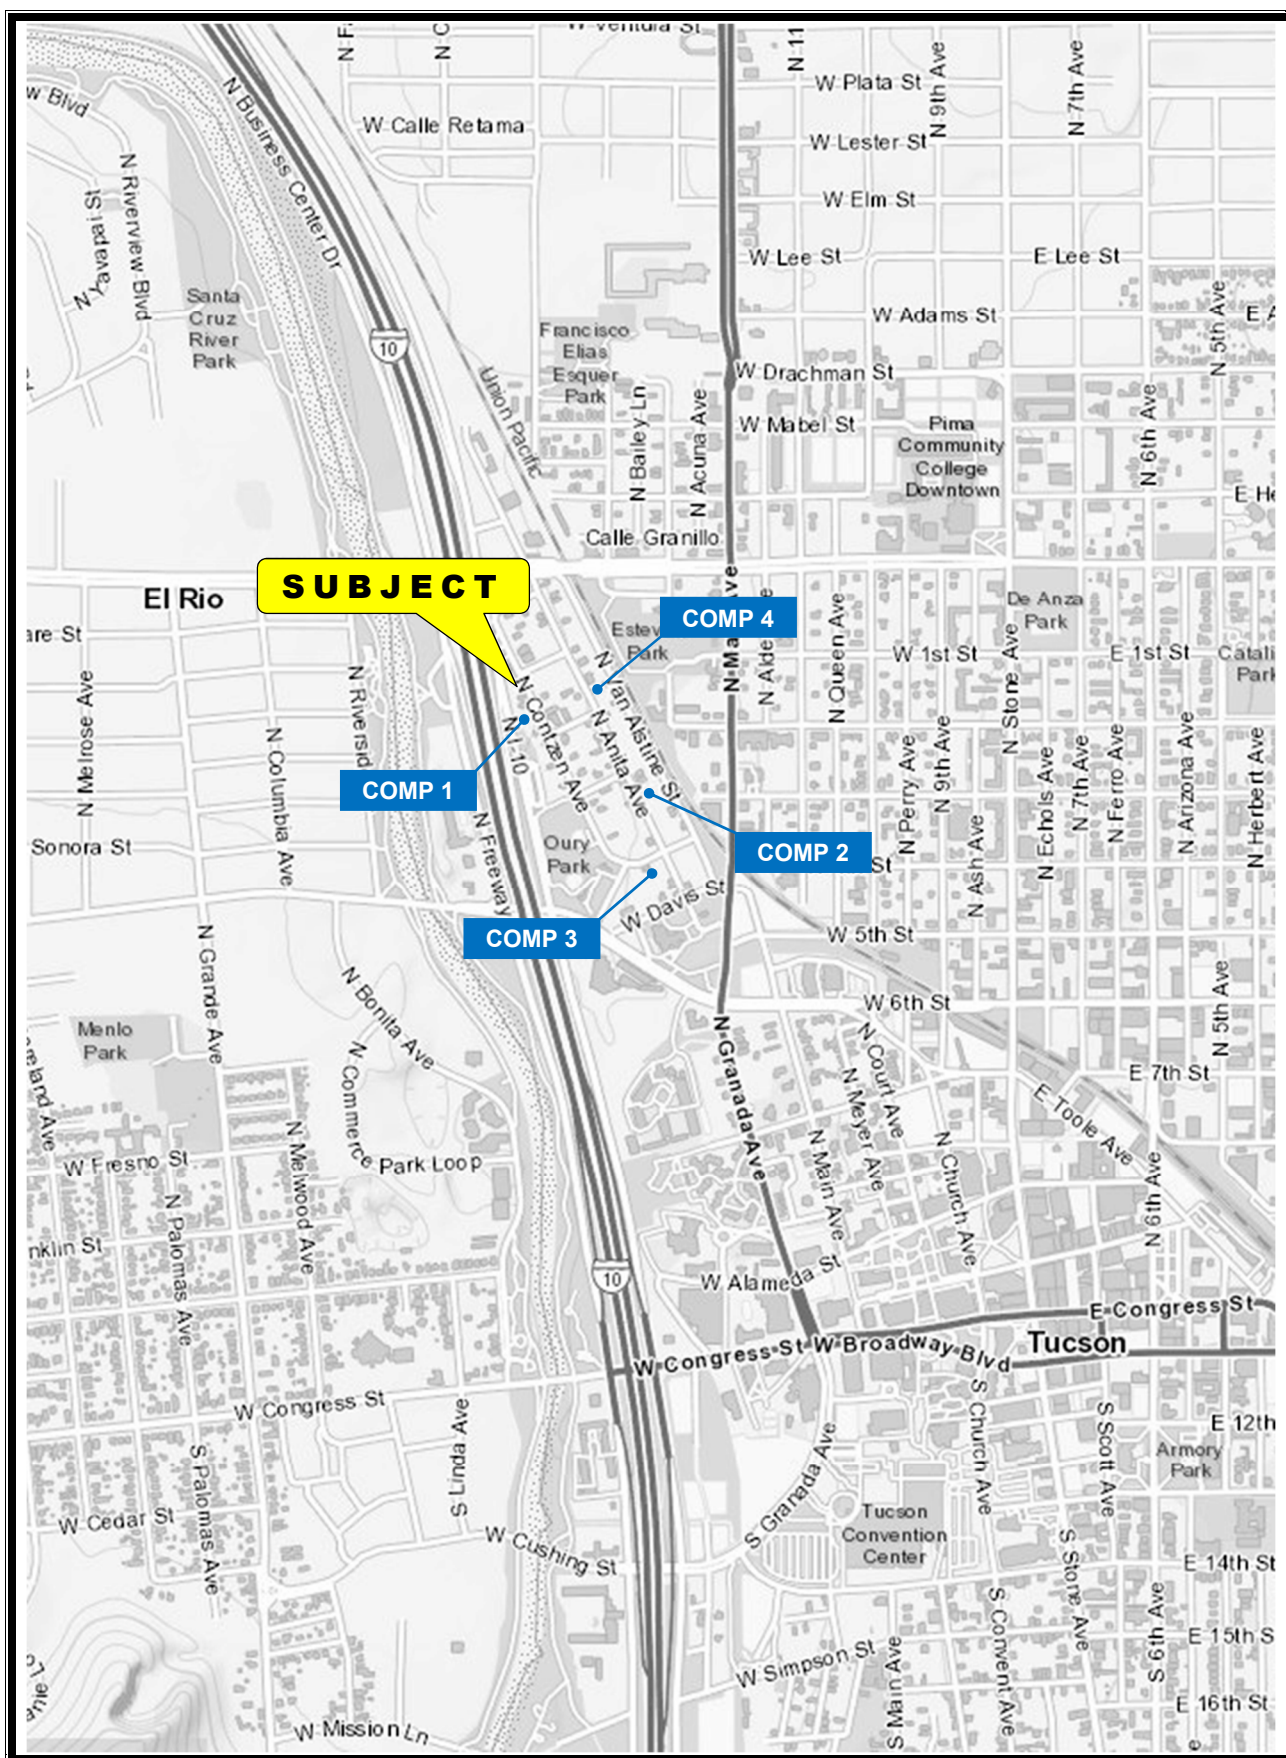 W Ventura St
N 11
N 9th Ave
N 7th Ave
W Plata St
W Calle Retama
W Lester St
N Business Center Dr
N Riverview Blvd
N Yavapai St
W Elm St
W Lee St
E Lee St
Santa
Cruz
River
Park
10
Union Pacific
Francisco
Elias
Esquer
Park
W Adams St
N 5th Ave
W Drachman St
N Bailey Ln
N Acuna Ave
W Mabel St
Pima
Community
College
Downtown
N 6th Ave
Calle Granillo
El Rio
SUBJECT
COMP 4
Park
De Anza
Park
N Melrose Ave
N Columbia Ave
N Contzen Ave
N I 10
N Anita Ave
N Queen Ave
W 1st St
E 1st St
N Stone Ave
Park
COMP 1
N Freeway
Oury
Park
COMP 2
St
N Perry Ave
N 9th Ave
N Ash Ave
N Echols Ave
N 7th Ave
N Ferro Ave
N Arizona Ave
N Herbert Ave
Sonora St
COMP 3
W Davis St
W 5th St
N Grande Ave
N Bonita Ave
W 6th St
N 5th Ave
Menlo
Park
N Commerce Park Loop
N Granada Ave
N Court Ave
N Meyer Ave
N Main Ave
N Church Ave
E 7th St
E Toole Ave
N 6th Ave
W Fresno St
N Melwood Ave
N Palomas Ave
10
W Alameda St
E Congress St
W Congress St
W Broadway Blvd
Tucson
W Congress St
S Linda Ave
S Palomas Ave
S Granada Ave
S Church Ave
S Scott Ave
E 12th
Armory
Park
W Cedar St
W Cushing St
Tucson
Convention
Center
S Stone Ave
E 14th St
S Convent Ave
S 6th Ave
E 15th S
W Simpson St
S Main Ave
E 16th St
W Mission Ln